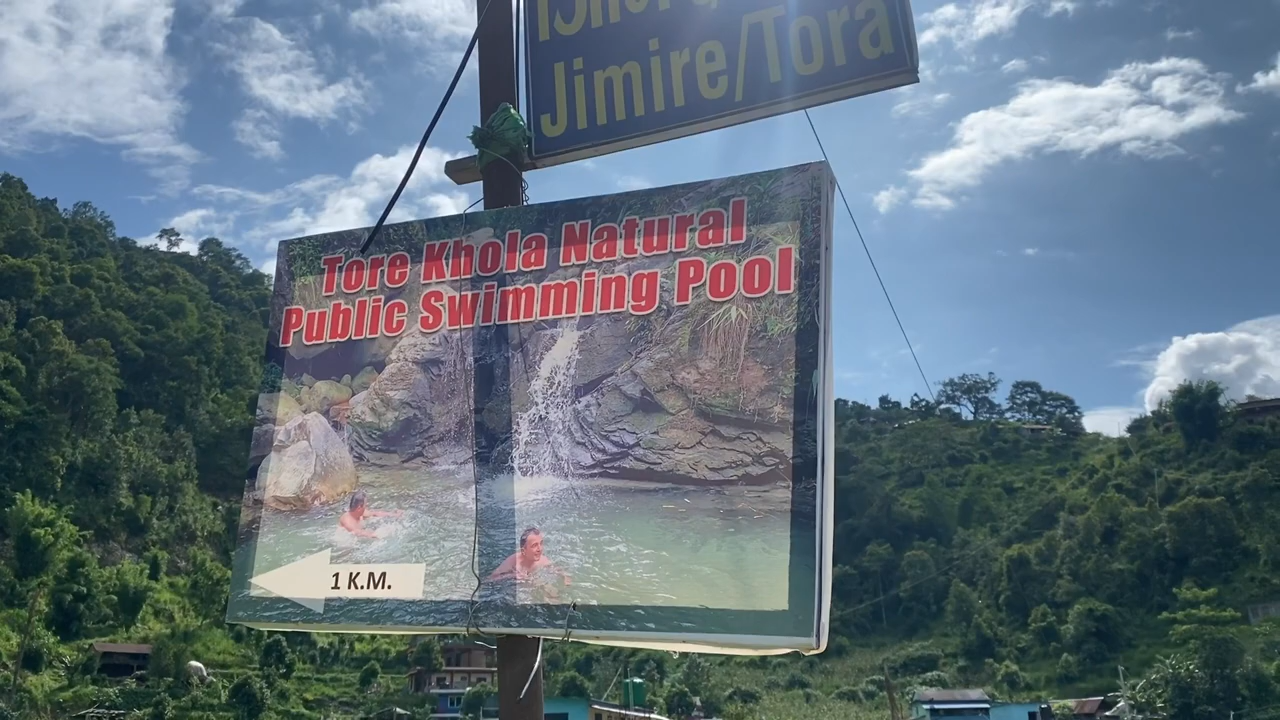 Jimire/Tora
Tore Khola Natural
Public Swimming Pool
1 K.M.